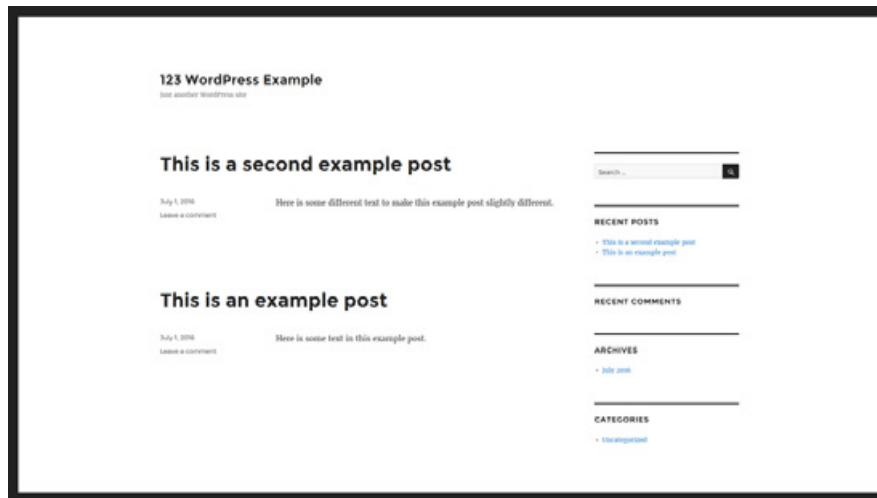 123 WordPress Example
Just another WordPress site
This is a second example post
July 1, 2016
Leave a comment
Here is some different text to make this example post slightly different.
This is an example post
July 1, 2016
Leave a comment
Here is some text in this example post.
Search ...
RECENT POSTS
This is a second example post
This is an example post
RECENT COMMENTS
ARCHIVES
July 2016
CATEGORIES
Uncategorized